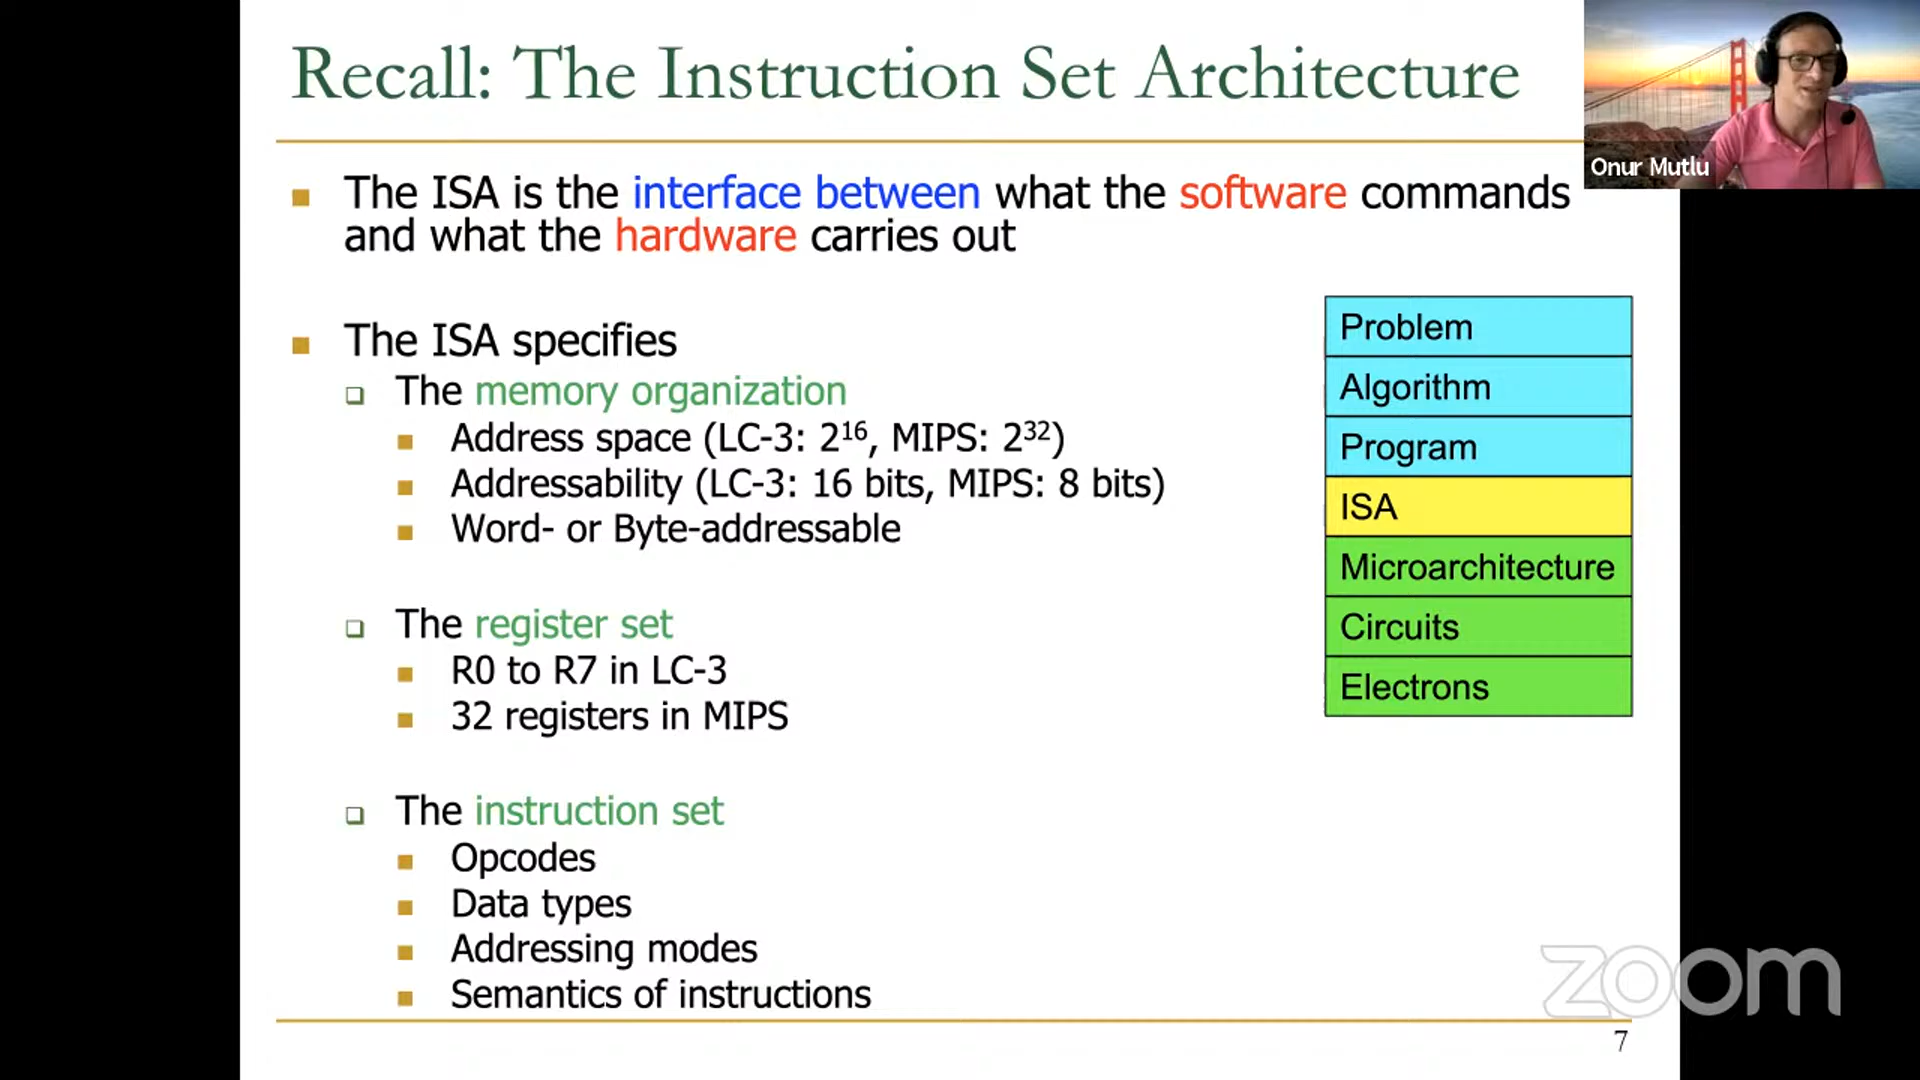 Recall: The Instruction Set Architecture
Onur Mutlu
The ISA is the interface between what the software commands
and what the hardware carries out
The ISA specifies
The memory organization
Address space (LC-3: 2¹⁶, MIPS: 2³²)
Addressability (LC-3: 16 bits, MIPS: 8 bits)
Word- or Byte-addressable
The register set
R0 to R7 in LC-3
32 registers in MIPS
The instruction set
Opcodes
Data types
Addressing modes
Semantics of instructions
Problem
Algorithm
Program
ISA
Microarchitecture
Circuits
Electrons
zoom
7